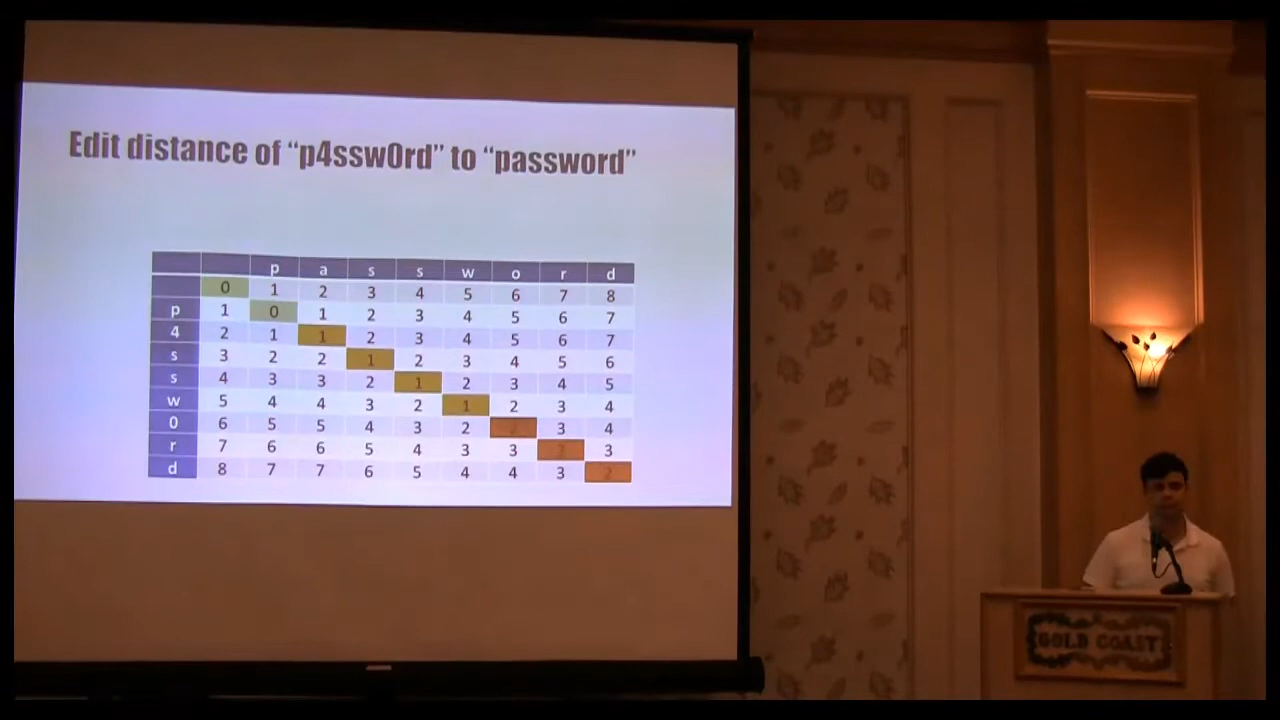 Edit distance of “p4ssw0rd” to “password”
p a s s w o r d
0 1 2 3 4 5 6 7 8
p 1 0 1 2 3 4 5 6 7
4 2 1 1 2 3 4 5 6 7
s 3 2 2 1 2 3 4 5 6
s 4 3 3 2 1 2 3 4 5
w 5 4 4 3 2 1 2 3 4
0 6 5 5 4 3 2 2 3 4
r 7 6 6 5 4 3 3 2 3
d 8 7 7 6 5 4 4 3 2
GOLD COAST